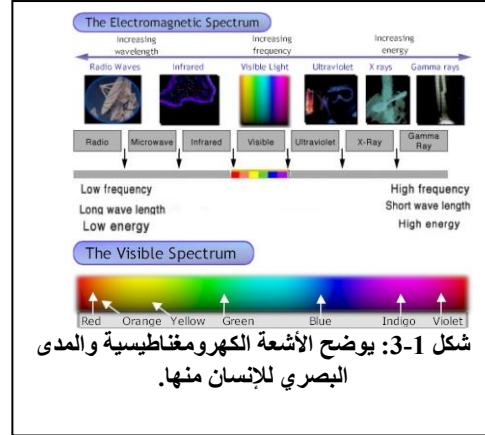 The Electromagnetic Spectrum
Increasing wavelength
Increasing frequency
Increasing energy
Radio Waves
Infrared
Visible Light
Ultraviolet
X rays
Gamma rays
Radio
Microwave
Infrared
Visible
Ultraviolet
X-Ray
Gamma Ray
Low frequency
High frequency
Long wave length
Short wave length
Low energy
High energy
The Visible Spectrum
Red Orange Yellow Green Blue Indigo Violet
شكل 1-3: يوضح الأشعة الكهرومغناطيسية والمدى
البصري للإنسان منها.